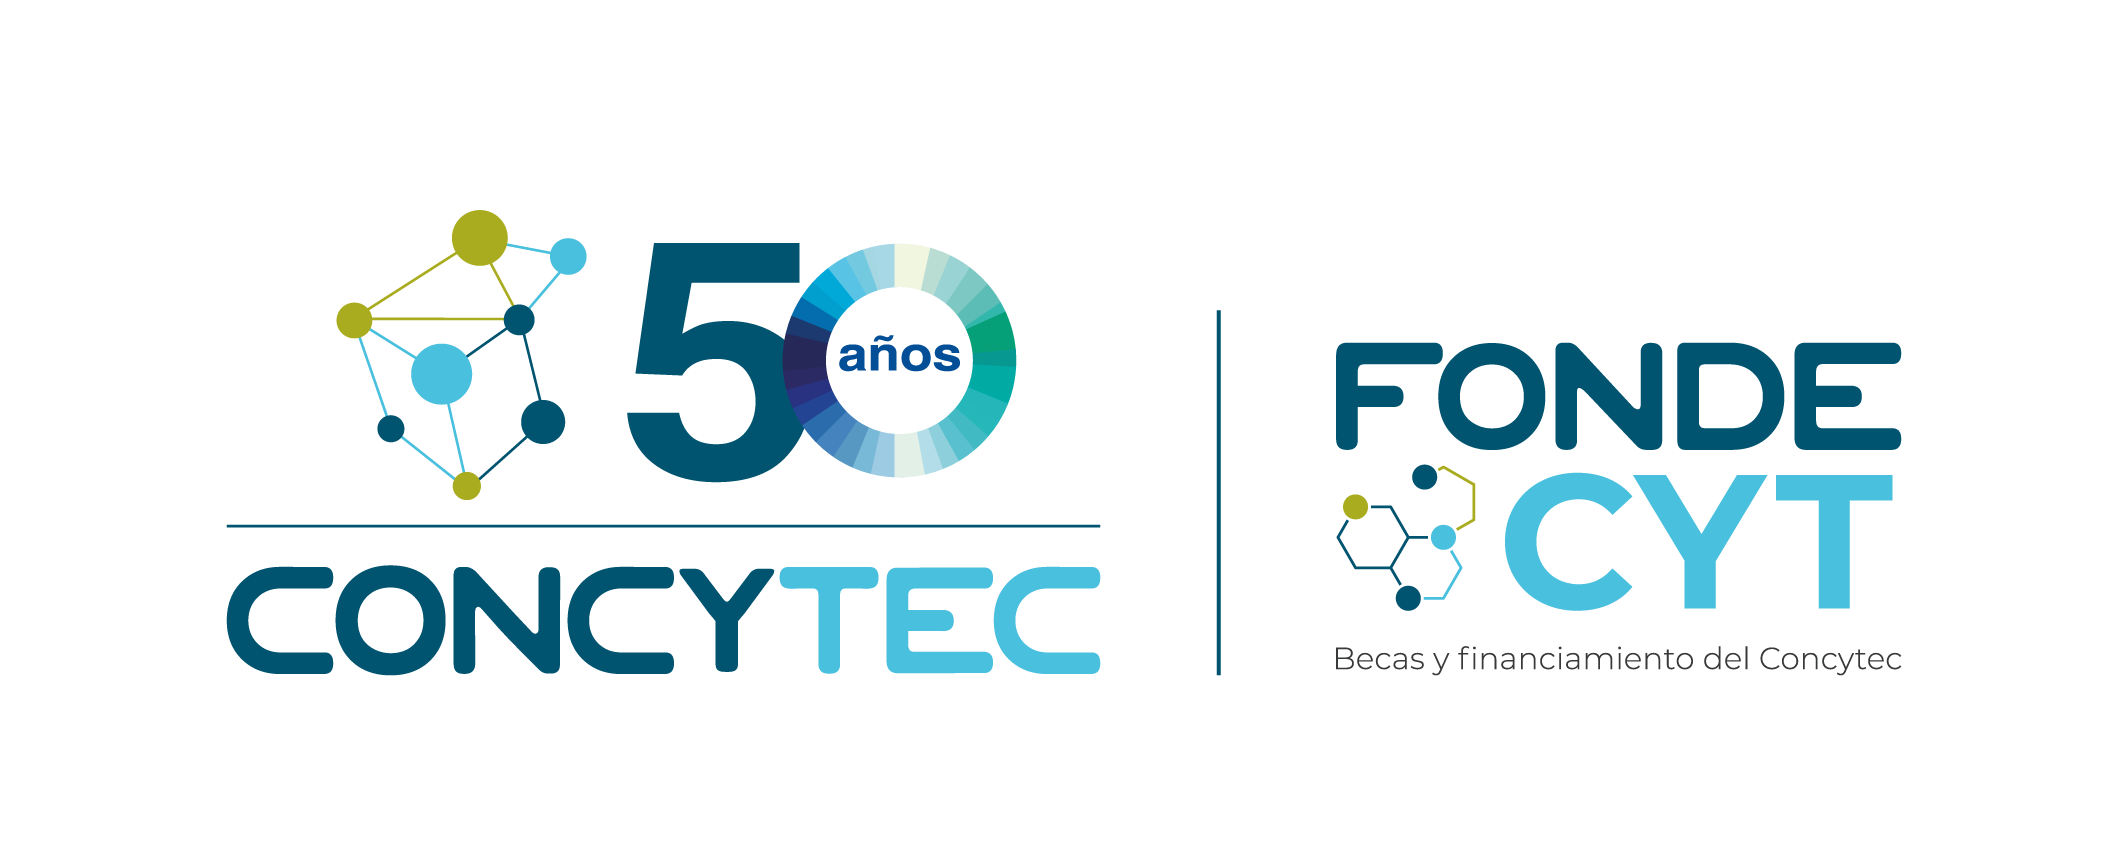 50
años
CONCYTEC
FONDE
CYT
Becas y financiamiento del Concytec